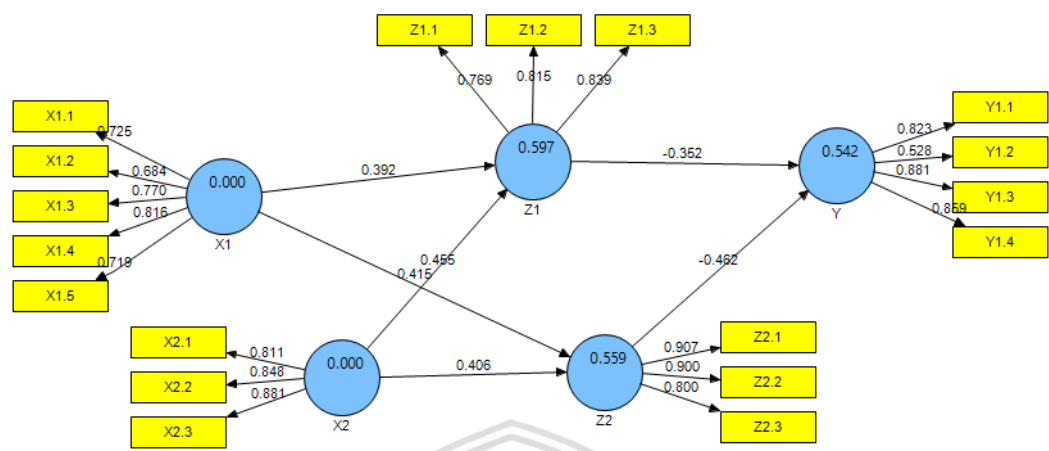 Z1.1
Z1.2
Z1.3
0.769
0.815
0.839
X1.1
X1.2
X1.3
X1.4
X1.5
0.725
0.684
0.770
0.816
0.719
0.000
X1
0.392
0.597
Z1
-0.352
0.542
Y
0.823
0.528
0.881
0.859
Y1.1
Y1.2
Y1.3
Y1.4
0.455
0.415
-0.462
X2.1
X2.2
X2.3
0.811
0.848
0.881
0.000
X2
0.406
0.559
Z2
0.907
0.900
0.800
Z2.1
Z2.2
Z2.3